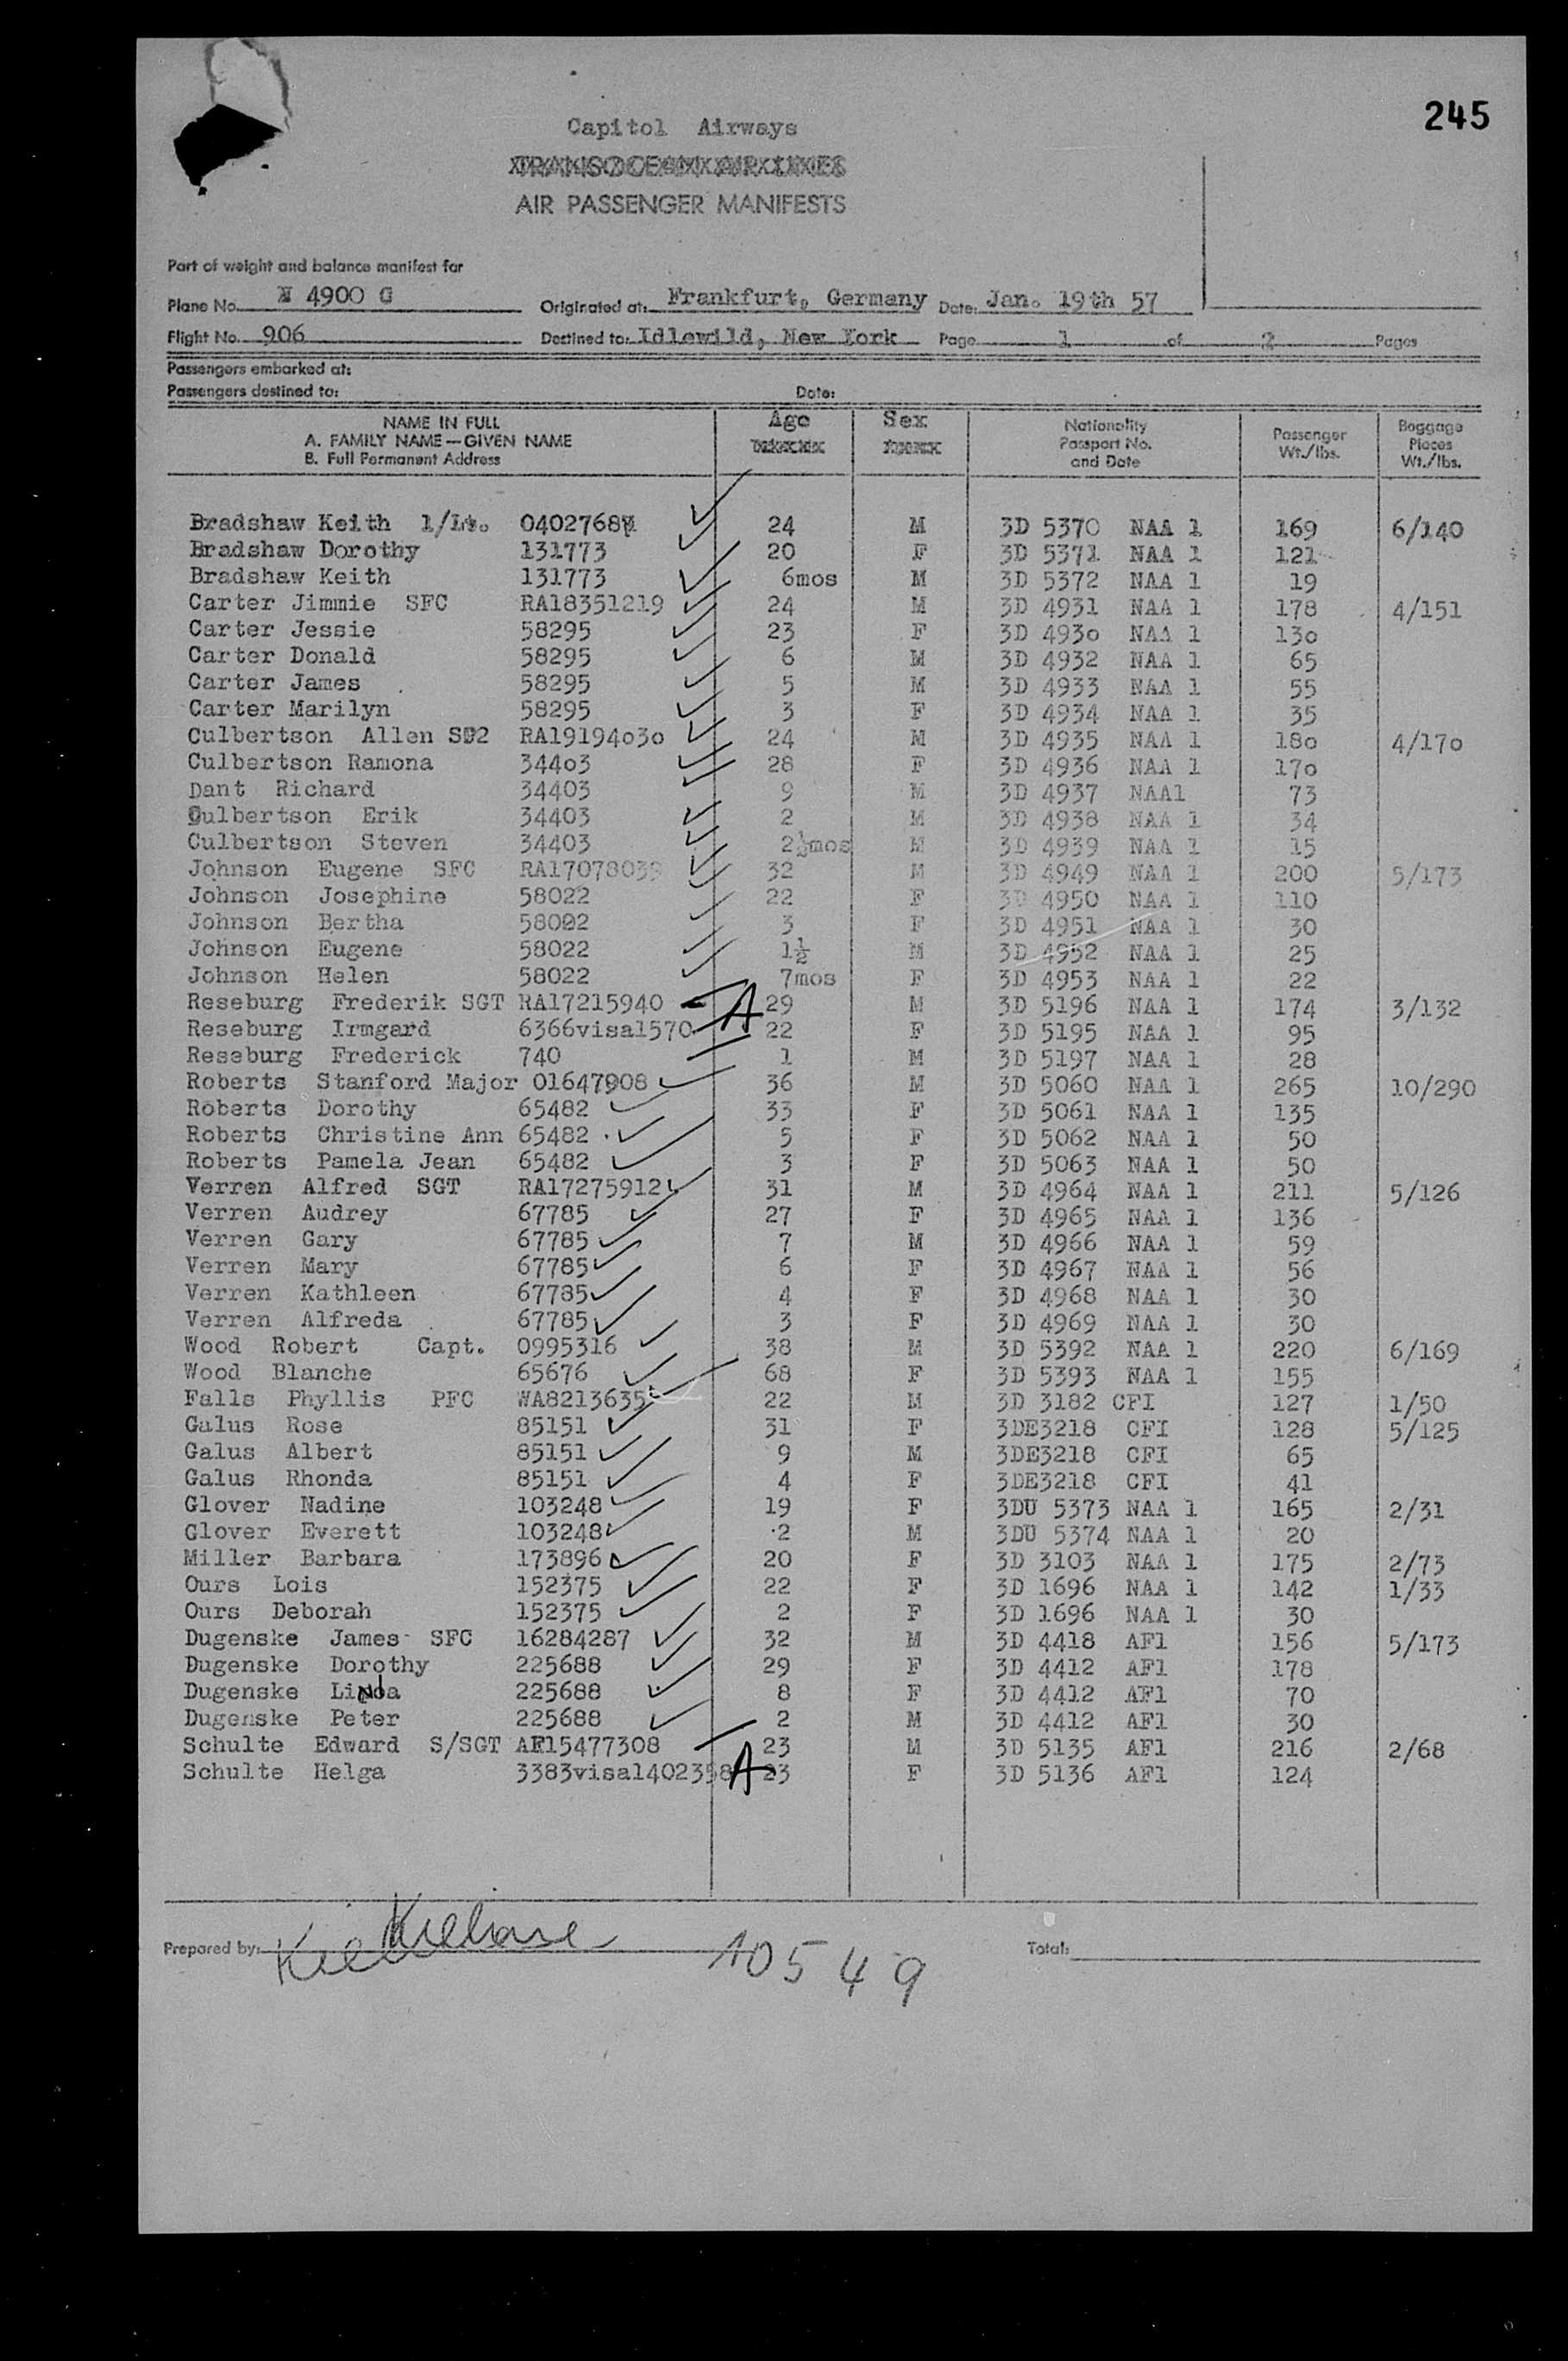 245
Capitol Airways
TRANSOCEAN AIR LINES
AIR PASSENGER MANIFESTS
Part of weight and balance manifest for
Plane No. N 4900 G Originated at: Frankfurt, Germany Date: Jan. 19th 57
Flight No. 906 Destined to: Idlewild, New York Page 1 of 2 Pages
Passengers embarked at:
Passengers destined to: Date:
NAME IN FULL
A. FAMILY NAME — GIVEN NAME
B. Full Permanent Address
Age
Sex
Nationality
Passport No.
and Date
Passenger
Wt./lbs.
Baggage
Pieces
Wt./lbs.
Bradshaw Keith 1/Lt. 0402768 24 M 3D 5370 NAA 1 169 6/140
Bradshaw Dorothy 131773 20 F 3D 5371 NAA 1 121
Bradshaw Keith 131773 6mos M 3D 5372 NAA 1 19
Carter Jimmie SFC RA18351219 24 M 3D 4931 NAA 1 178 4/151
Carter Jessie 58295 23 F 3D 493o NAA 1 13o
Carter Donald 58295 6 M 3D 4932 NAA 1 65
Carter James 58295 5 M 3D 4933 NAA 1 55
Carter Marilyn 58295 3 F 3D 4934 NAA 1 35
Culbertson Allen SP2 RA19194o3o 24 M 3D 4935 NAA 1 18o 4/17o
Culbertson Ramona 344o3 28 F 3D 4936 NAA 1 17o
Dant Richard 34403 9 M 3D 4937 NAA1 73
Culbertson Erik 34403 2 M 3D 4938 NAA 1 34
Culbertson Steven 34403 2½mos M 3D 4939 NAA 1 15
Johnson Eugene SFC RA17078039 32 M 3D 4949 NAA 1 200 5/173
Johnson Josephine 58022 22 F 3D 4950 NAA 1 110
Johnson Bertha 58022 3 F 3D 4951 NAA 1 30
Johnson Eugene 58022 1½ M 3D 4952 NAA 1 25
Johnson Helen 58022 7mos F 3D 4953 NAA 1 22
Reseburg Frederik SGT RA17215940 A 29 M 3D 5196 NAA 1 174 3/132
Reseburg Irmgard 6366visa1570 22 F 3D 5195 NAA 1 95
Reseburg Frederick 740 1 M 3D 5197 NAA 1 28
Roberts Stanford Major 01647908 36 M 3D 5060 NAA 1 265 10/290
Roberts Dorothy 65482 33 F 3D 5061 NAA 1 135
Roberts Christine Ann 65482 5 F 3D 5062 NAA 1 50
Roberts Pamela Jean 65482 3 F 3D 5063 NAA 1 50
Verren Alfred SGT RA17275912 31 M 3D 4964 NAA 1 211 5/126
Verren Audrey 67785 27 F 3D 4965 NAA 1 136
Verren Gary 67785 7 M 3D 4966 NAA 1 59
Verren Mary 67785 6 F 3D 4967 NAA 1 56
Verren Kathleen 67785 4 F 3D 4968 NAA 1 30
Verren Alfreda 67785 3 F 3D 4969 NAA 1 30
Wood Robert Capt. 0995316 38 M 3D 5392 NAA 1 220 6/169
Wood Blanche 65676 68 F 3D 5393 NAA 1 155
Falls Phyllis PFC WA8213635 22 M 3D 3182 CFI 127 1/50
Galus Rose 85151 31 F 3DE3218 CFI 128 5/125
Galus Albert 85151 9 M 3DE3218 CFI 65
Galus Rhonda 85151 4 F 3DE3218 CFI 41
Glover Nadine 103248 19 F 3DU 5373 NAA 1 165 2/31
Glover Everett 103248 2 M 3DU 5374 NAA 1 20
Miller Barbara 173896 20 F 3D 3103 NAA 1 175 2/73
Ours Lois 152375 22 F 3D 1696 NAA 1 142 1/33
Ours Deborah 152375 2 F 3D 1696 NAA 1 30
Dugenske James SFC 16284287 32 M 3D 4418 AF1 156 5/173
Dugenske Dorothy 225688 29 F 3D 4412 AF1 178
Dugenske Linda 225688 8 F 3D 4412 AF1 70
Dugenske Peter 225688 2 M 3D 4412 AF1 30
Schulte Edward S/SGT AF15477308 23 M 3D 5135 AF1 216 2/68
Schulte Helga 3383visa1402358 A 23 F 3D 5136 AF1 124
Prepared by: 10549 Total: